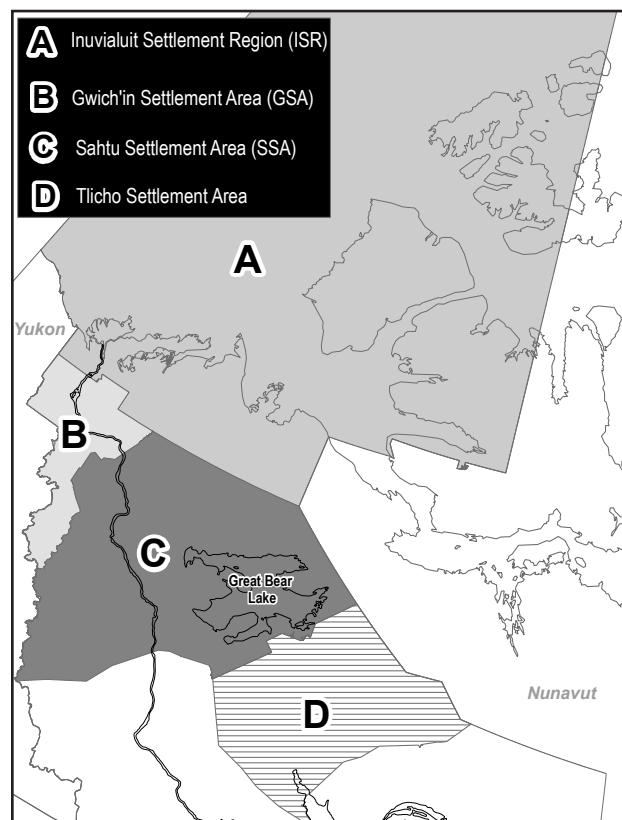 A Inuvialuit Settlement Region (ISR)
B Gwich'in Settlement Area (GSA)
C Sahtu Settlement Area (SSA)
D Tlicho Settlement Area
A
Yukon
B
C
Great Bear
Lake
D
Nunavut